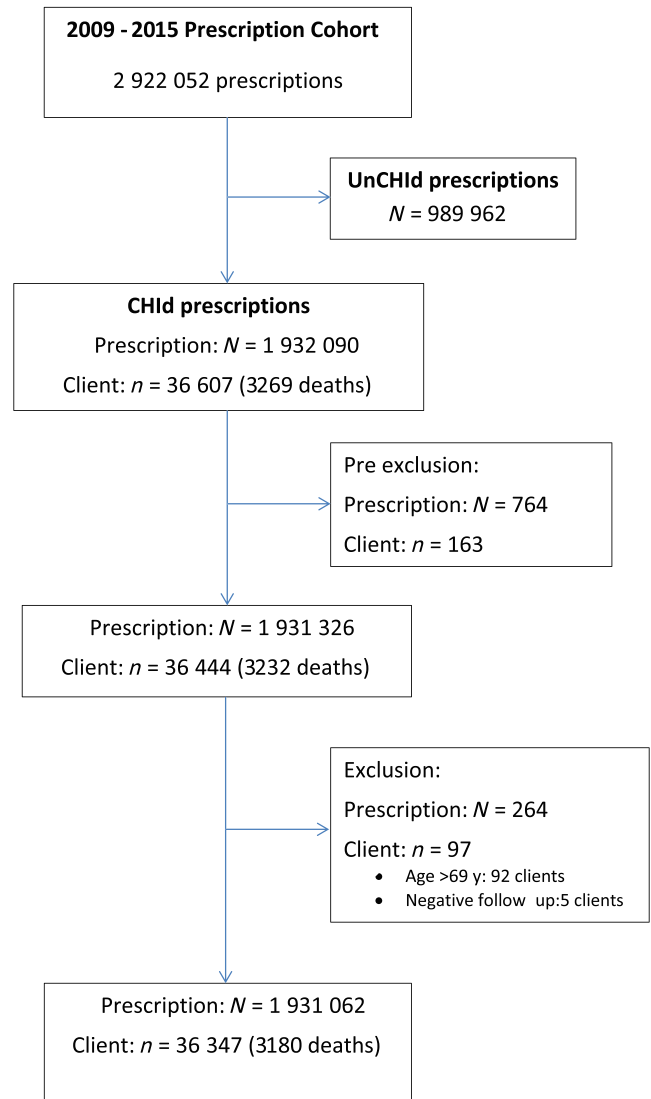 2009 - 2015 Prescription Cohort
2 922 052 prescriptions
UnCHId prescriptions
N = 989 962
CHId prescriptions
Prescription: N = 1 932 090
Client: n = 36 607 (3269 deaths)
Pre exclusion:
Prescription: N = 764
Client: n = 163
Prescription: N = 1 931 326
Client: n = 36 444 (3232 deaths)
Exclusion:
Prescription: N = 264
Client: n = 97
• Age >69 y: 92 clients
• Negative follow up:5 clients
Prescription: N = 1 931 062
Client: n = 36 347 (3180 deaths)